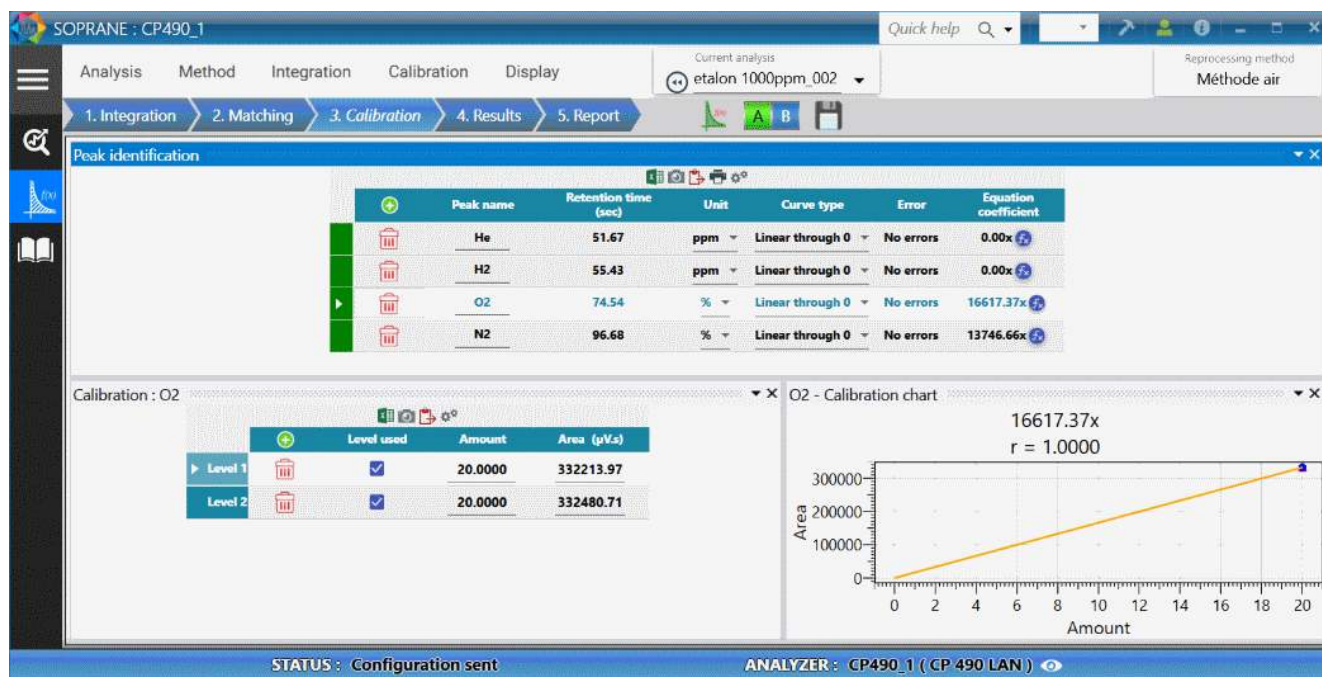 SOPRANE : CP490_1
Quick help
Analysis Method Integration Calibration Display
Current analysis
etalon 1000ppm_002
Reprocessing method
Méthode air
1. Integration 2. Matching 3. Calibration 4. Results 5. Report
A B
f(x)
Peak identification
Peak name Retention time (sec) Unit Curve type Error Equation coefficient
He 51.67 ppm Linear through 0 No errors 0.00x
H2 55.43 ppm Linear through 0 No errors 0.00x
O2 74.54 % Linear through 0 No errors 16617.37x
N2 96.68 % Linear through 0 No errors 13746.66x
Calibration : O2
Level used Amount Area (µV.s)
Level 1 20.0000 332213.97
Level 2 20.0000 332480.71
O2 - Calibration chart
16617.37x
r = 1.0000
300000
200000
100000
0
Area
0 2 4 6 8 10 12 14 16 18 20
Amount
STATUS : Configuration sent
ANALYZER : CP490_1 ( CP 490 LAN )